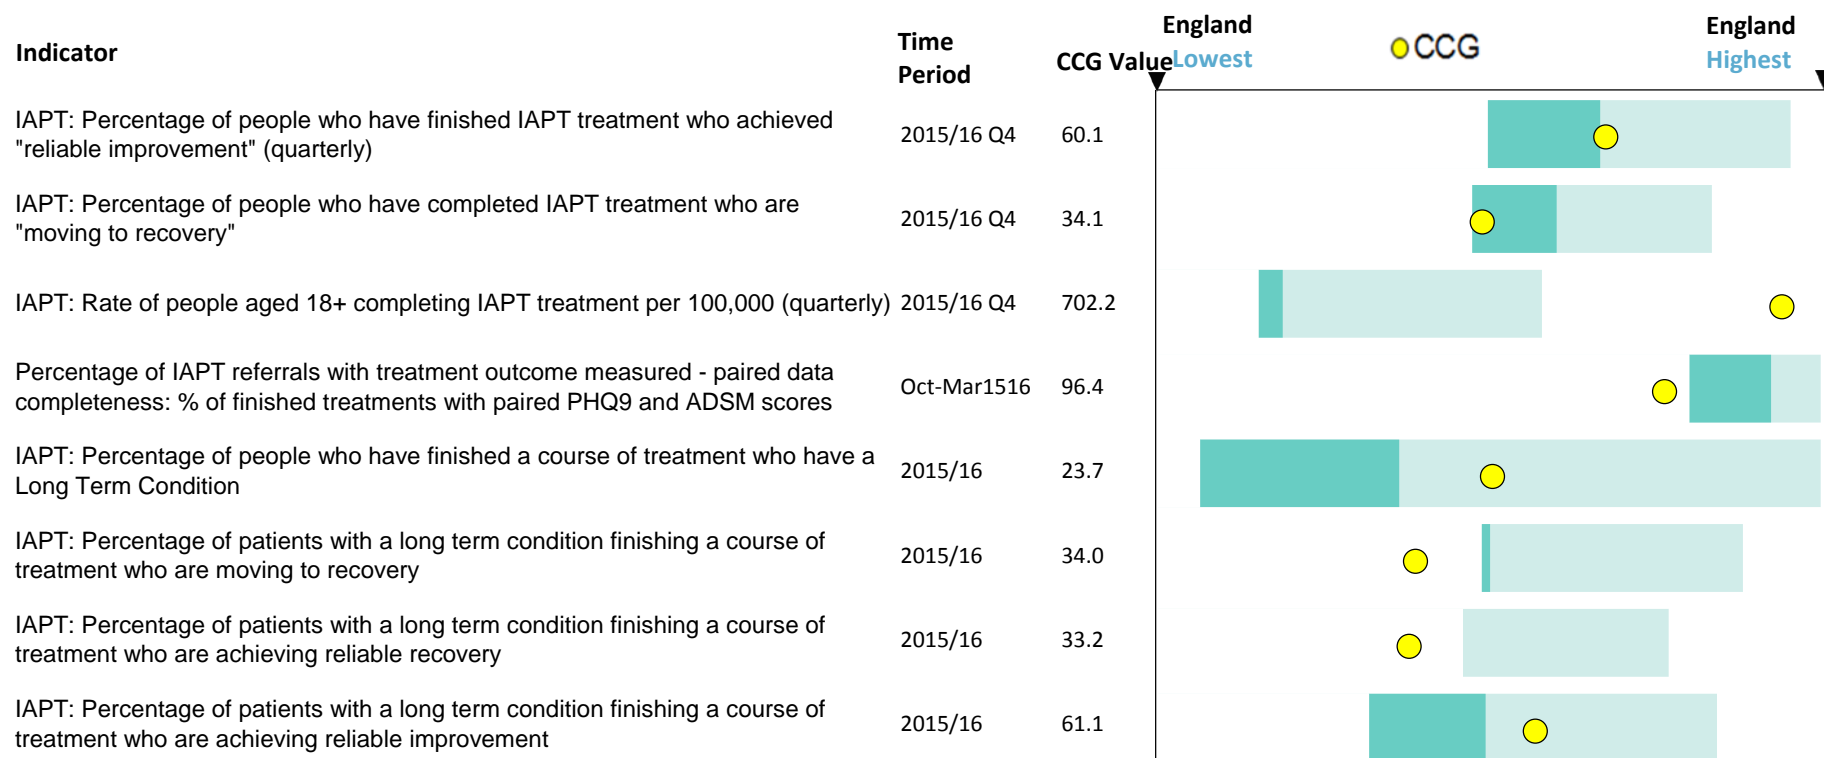 Indicator
Time
Period
CCG Value
England
Lowest
CCG
England
Highest
IAPT: Percentage of people who have finished IAPT treatment who achieved
"reliable improvement" (quarterly)
2015/16 Q4
60.1
IAPT: Percentage of people who have completed IAPT treatment who are
"moving to recovery"
2015/16 Q4
34.1
IAPT: Rate of people aged 18+ completing IAPT treatment per 100,000 (quarterly)
2015/16 Q4
702.2
Percentage of IAPT referrals with treatment outcome measured - paired data
completeness: % of finished treatments with paired PHQ9 and ADSM scores
Oct-Mar1516
96.4
IAPT: Percentage of people who have finished a course of treatment who have a
Long Term Condition
2015/16
23.7
IAPT: Percentage of patients with a long term condition finishing a course of
treatment who are moving to recovery
2015/16
34.0
IAPT: Percentage of patients with a long term condition finishing a course of
treatment who are achieving reliable recovery
2015/16
33.2
IAPT: Percentage of patients with a long term condition finishing a course of
treatment who are achieving reliable improvement
2015/16
61.1